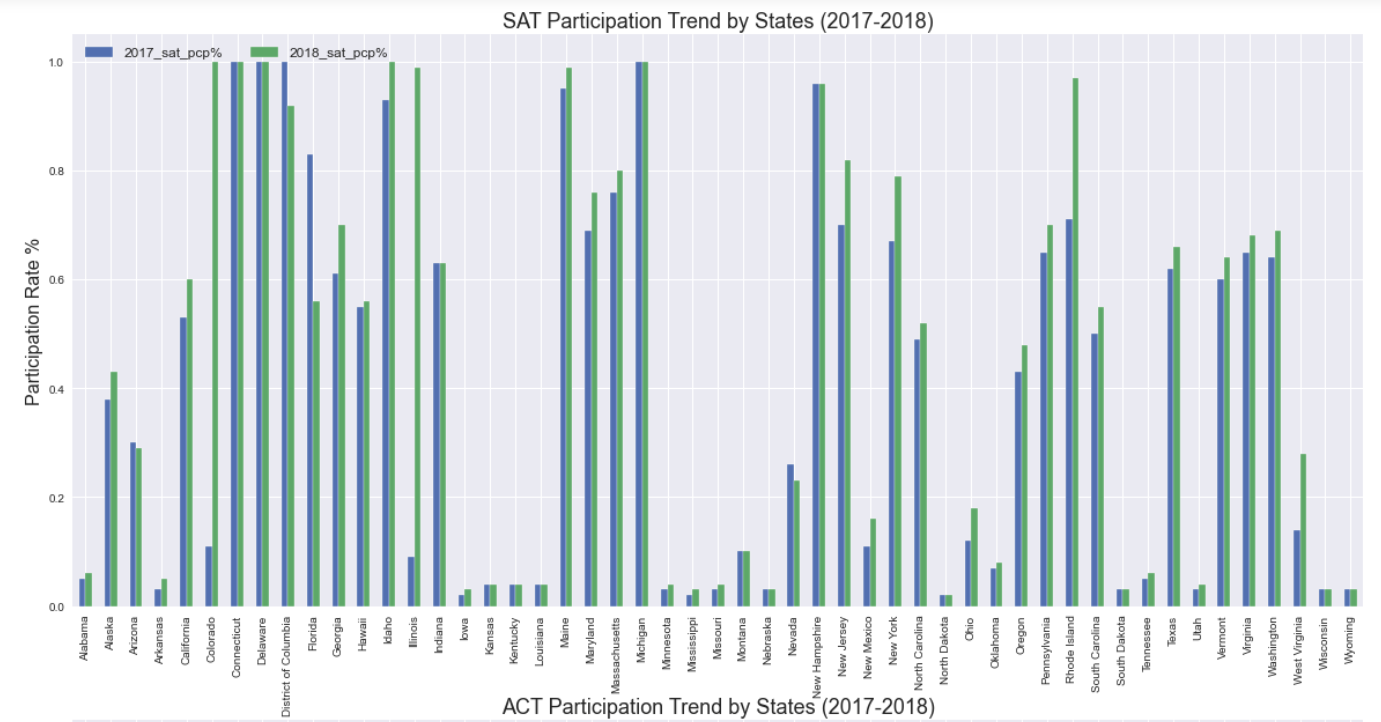 SAT Participation Trend by States (2017-2018)
2017_sat_pcp% 2018_sat_pcp%
Participation Rate %
1.0
0.8
0.6
0.4
0.2
0.0
Alabama
Alaska
Arizona
Arkansas
California
Colorado
Connecticut
Delaware
District of Columbia
Florida
Georgia
Hawaii
Idaho
Illinois
Indiana
Iowa
Kansas
Kentucky
Louisiana
Maine
Maryland
Massachusetts
Michigan
Minnesota
Mississippi
Missouri
Montana
Nebraska
Nevada
New Hampshire
New Jersey
New Mexico
New York
North Carolina
North Dakota
Ohio
Oklahoma
Oregon
Pennsylvania
Rhode Island
South Carolina
South Dakota
Tennessee
Texas
Utah
Vermont
Virginia
Washington
West Virginia
Wisconsin
Wyoming
ACT Participation Trend by States (2017-2018)